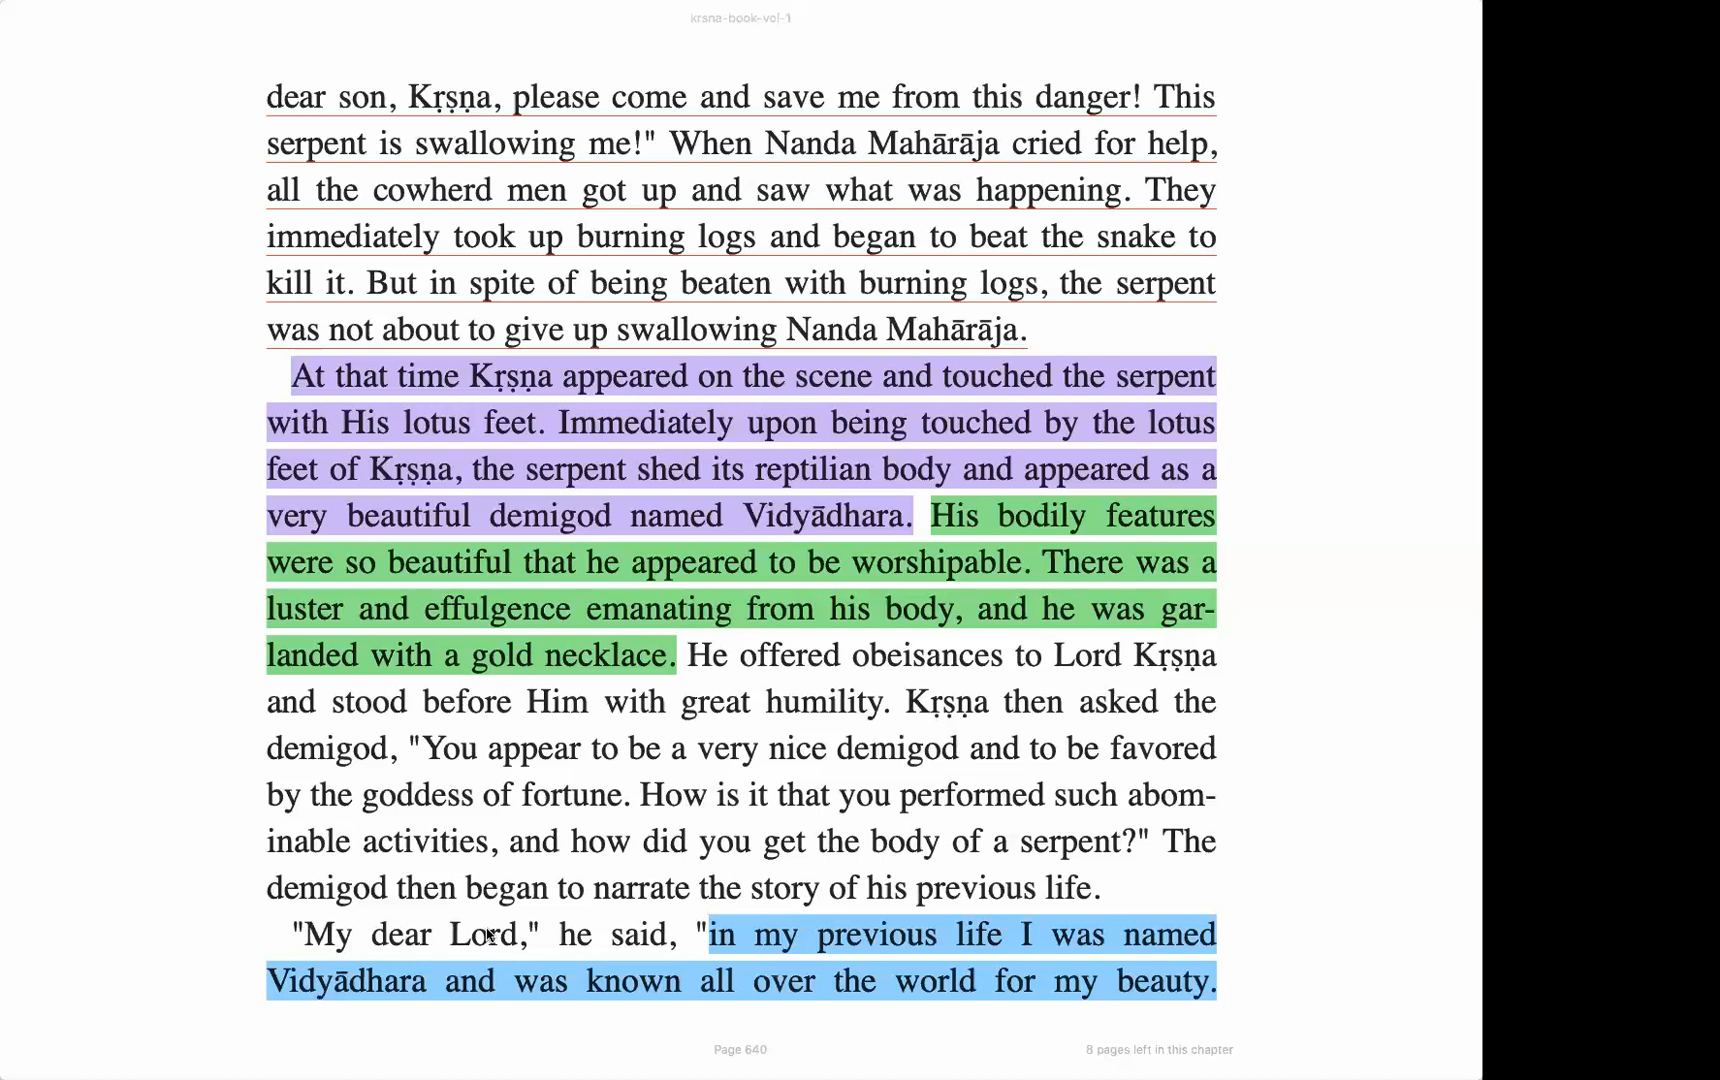 krsna-book-vol-1
dear son, Kṛṣṇa, please come and save me from this danger! This
serpent is swallowing me!" When Nanda Mahārāja cried for help,
all the cowherd men got up and saw what was happening. They
immediately took up burning logs and began to beat the snake to
kill it. But in spite of being beaten with burning logs, the serpent
was not about to give up swallowing Nanda Mahārāja.
At that time Kṛṣṇa appeared on the scene and touched the serpent
with His lotus feet. Immediately upon being touched by the lotus
feet of Kṛṣṇa, the serpent shed its reptilian body and appeared as a
very beautiful demigod named Vidyādhara. His bodily features
were so beautiful that he appeared to be worshipable. There was a
luster and effulgence emanating from his body, and he was gar-
landed with a gold necklace. He offered obeisances to Lord Kṛṣṇa
and stood before Him with great humility. Kṛṣṇa then asked the
demigod, "You appear to be a very nice demigod and to be favored
by the goddess of fortune. How is it that you performed such abom-
inable activities, and how did you get the body of a serpent?" The
demigod then began to narrate the story of his previous life.
"My dear Lord," he said, "in my previous life I was named
Vidyādhara and was known all over the world for my beauty.
Page 640
8 pages left in this chapter